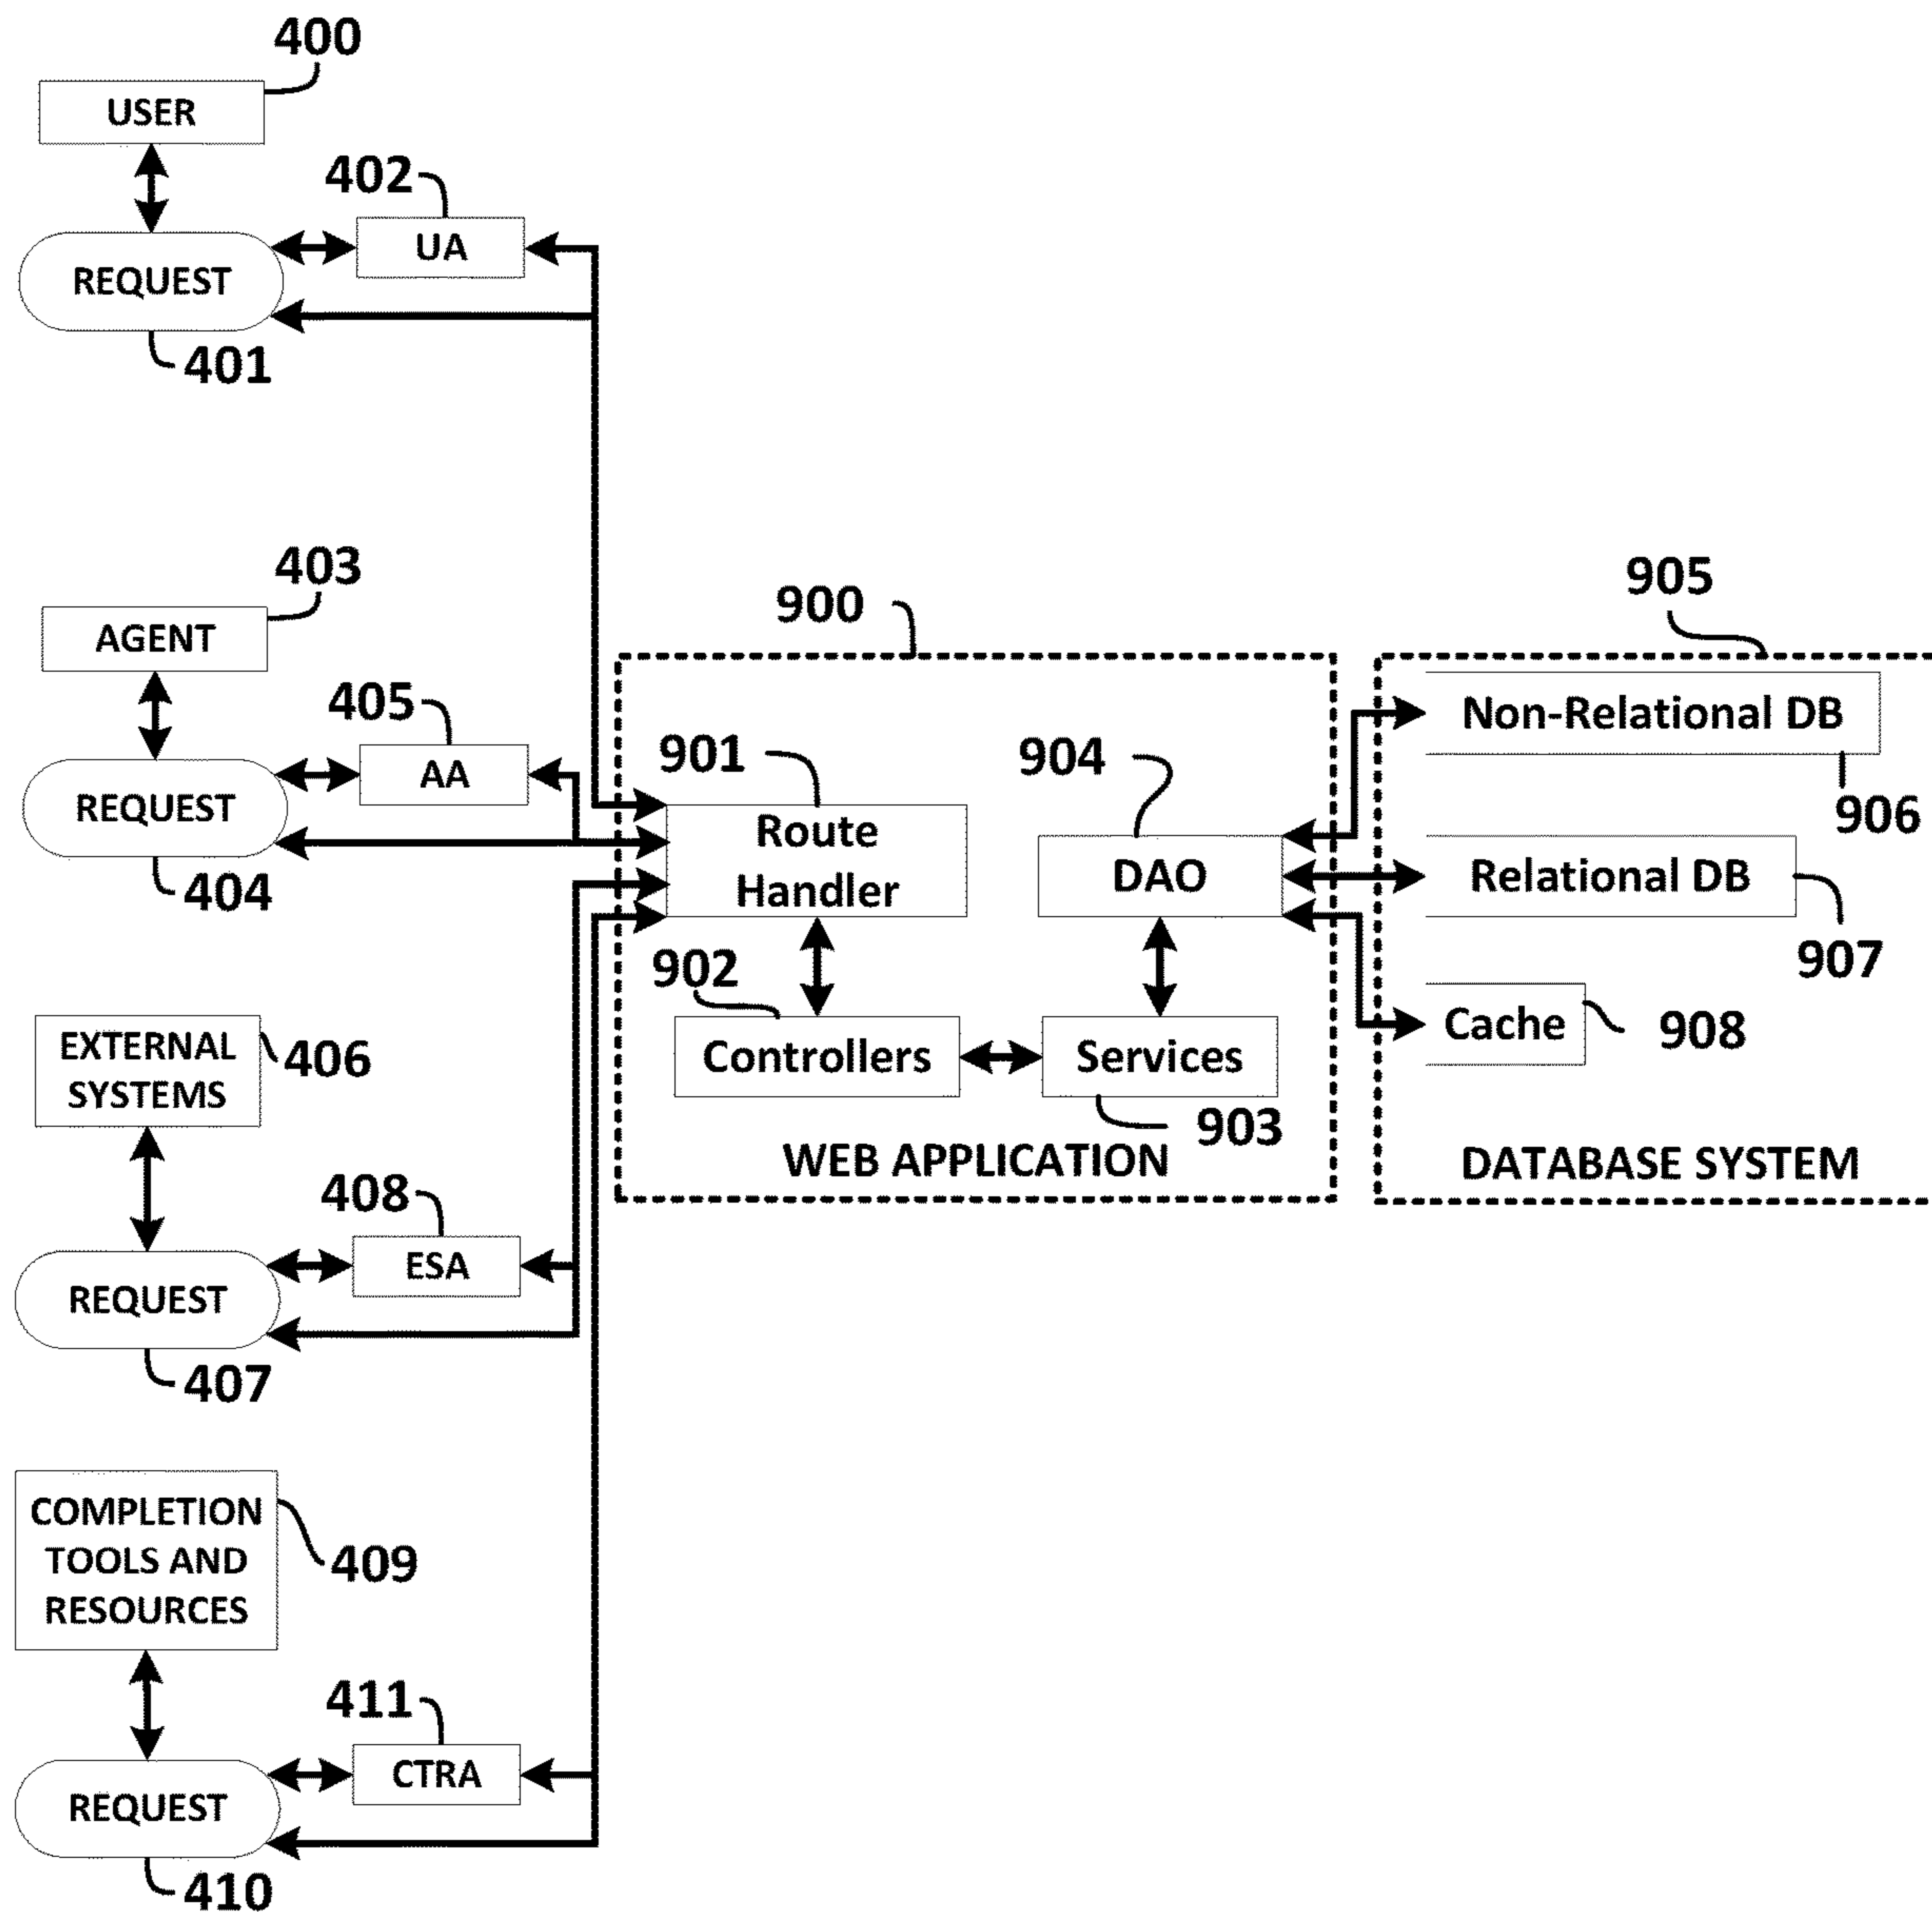 400
USER
402
UA
REQUEST
401
403
AGENT
405
AA
REQUEST
404
EXTERNAL
SYSTEMS
406
408
ESA
REQUEST
407
COMPLETION
TOOLS AND
RESOURCES
409
411
CTRA
REQUEST
410
900
901
Route
Handler
904
DAO
902
Controllers
Services
903
WEB APPLICATION
905
Non-Relational DB
906
Relational DB
907
Cache
908
DATABASE SYSTEM